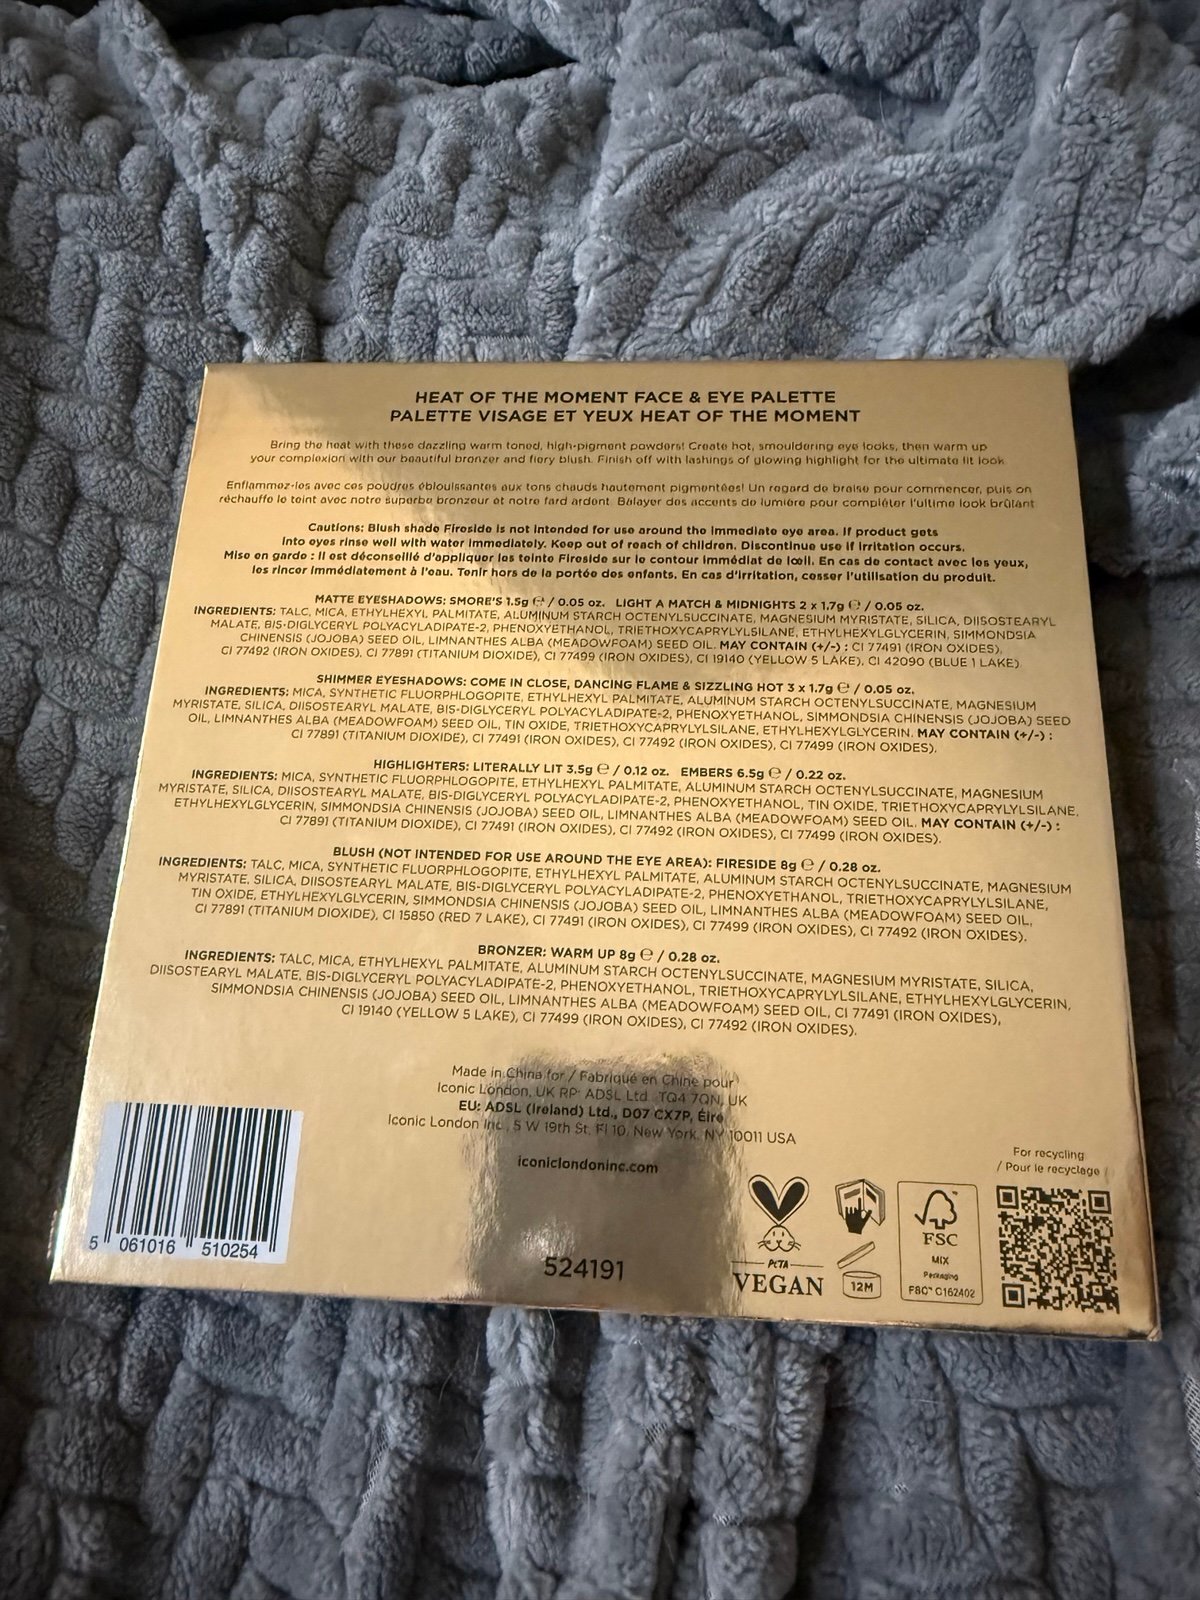 HEAT OF THE MOMENT FACE & EYE PALETTE
PALETTE VISAGE ET YEUX HEAT OF THE MOMENT
Bring the heat with these dazzling warm toned, high-pigment powders! Create hot, smouldering eye looks, then warm up
your complexion with our beautiful bronzer and fiery blush. Finish off with lashings of glowing highlight for the ultimate lit look
Enflammez-les avec ces poudres éblouissantes aux tons chauds hautement pigmentées! Un regard de braise pour commencer, puis on
réchauffe le teint avec notre superbe bronzeur et notre fard ardent. Balayer des accents de lumière pour compléter l'ultime look brûlant
Cautions: Blush shade Fireside is not intended for use around the immediate eye area. If product gets
into eyes rinse well with water immediately. Keep out of reach of children. Discontinue use if irritation occurs.
Mise en garde : Il est déconseillé d'appliquer les teinte Fireside sur le contour immédiat de lœil. En cas de contact avec les yeux,
les rincer immédiatement à l'eau. Tenir hors de la portée des enfants. En cas d'irritation, cesser l'utilisation du produit.
MATTE EYESHADOWS: SMORE'S 1.5g ℮ / 0.05 oz. LIGHT A MATCH & MIDNIGHTS 2 x 1.7g ℮ / 0.05 oz.
INGREDIENTS: TALC, MICA, ETHYLHEXYL PALMITATE, ALUMINUM STARCH OCTENYLSUCCINATE, MAGNESIUM MYRISTATE, SILICA, DIISOSTEARYL
MALATE, BIS-DIGLYCERYL POLYACYLADIPATE-2, PHENOXYETHANOL, TRIETHOXYCAPRYLYLSILANE, ETHYLHEXYLGLYCERIN, SIMMONDSIA
CHINENSIS (JOJOBA) SEED OIL, LIMNANTHES ALBA (MEADOWFOAM) SEED OIL. MAY CONTAIN (+/-) : CI 77491 (IRON OXIDES),
CI 77492 (IRON OXIDES), CI 77891 (TITANIUM DIOXIDE), CI 77499 (IRON OXIDES), CI 19140 (YELLOW 5 LAKE), CI 42090 (BLUE 1 LAKE)
SHIMMER EYESHADOWS: COME IN CLOSE, DANCING FLAME & SIZZLING HOT 3 x 1.7g ℮ / 0.05 oz.
INGREDIENTS: MICA, SYNTHETIC FLUORPHLOGOPITE, ETHYLHEXYL PALMITATE, ALUMINUM STARCH OCTENYLSUCCINATE, MAGNESIUM
MYRISTATE, SILICA, DIISOSTEARYL MALATE, BIS-DIGLYCERYL POLYACYLADIPATE-2, PHENOXYETHANOL, SIMMONDSIA CHINENSIS (JOJOBA) SEED
OIL, LIMNANTHES ALBA (MEADOWFOAM) SEED OIL, TIN OXIDE, TRIETHOXYCAPRYLYLSILANE, ETHYLHEXYLGLYCERIN. MAY CONTAIN (+/-) :
CI 77891 (TITANIUM DIOXIDE), CI 77491 (IRON OXIDES), CI 77492 (IRON OXIDES), CI 77499 (IRON OXIDES).
HIGHLIGHTERS: LITERALLY LIT 3.5g ℮ / 0.12 oz. EMBERS 6.5g ℮ / 0.22 oz.
INGREDIENTS: MICA, SYNTHETIC FLUORPHLOGOPITE, ETHYLHEXYL PALMITATE, ALUMINUM STARCH OCTENYLSUCCINATE, MAGNESIUM
MYRISTATE, SILICA, DIISOSTEARYL MALATE, BIS-DIGLYCERYL POLYACYLADIPATE-2, PHENOXYETHANOL, TIN OXIDE, TRIETHOXYCAPRYLYLSILANE,
ETHYLHEXYLGLYCERIN, SIMMONDSIA CHINENSIS (JOJOBA) SEED OIL, LIMNANTHES ALBA (MEADOWFOAM) SEED OIL. MAY CONTAIN (+/-) :
CI 77891 (TITANIUM DIOXIDE), CI 77491 (IRON OXIDES), CI 77492 (IRON OXIDES), CI 77499 (IRON OXIDES).
BLUSH (NOT INTENDED FOR USE AROUND THE EYE AREA): FIRESIDE 8g ℮ / 0.28 oz.
INGREDIENTS: TALC, MICA, SYNTHETIC FLUORPHLOGOPITE, ETHYLHEXYL PALMITATE, ALUMINUM STARCH OCTENYLSUCCINATE, MAGNESIUM
MYRISTATE, SILICA, DIISOSTEARYL MALATE, BIS-DIGLYCERYL POLYACYLADIPATE-2, PHENOXYETHANOL, TRIETHOXYCAPRYLYLSILANE,
TIN OXIDE, ETHYLHEXYLGLYCERIN, SIMMONDSIA CHINENSIS (JOJOBA) SEED OIL, LIMNANTHES ALBA (MEADOWFOAM) SEED OIL,
CI 77891 (TITANIUM DIOXIDE), CI 15850 (RED 7 LAKE), CI 77491 (IRON OXIDES), CI 77499 (IRON OXIDES), CI 77492 (IRON OXIDES).
BRONZER: WARM UP 8g ℮ / 0.28 oz.
INGREDIENTS: TALC, MICA, ETHYLHEXYL PALMITATE, ALUMINUM STARCH OCTENYLSUCCINATE, MAGNESIUM MYRISTATE, SILICA,
DIISOSTEARYL MALATE, BIS-DIGLYCERYL POLYACYLADIPATE-2, PHENOXYETHANOL, TRIETHOXYCAPRYLYLSILANE, ETHYLHEXYLGLYCERIN,
SIMMONDSIA CHINENSIS (JOJOBA) SEED OIL, LIMNANTHES ALBA (MEADOWFOAM) SEED OIL, CI 77491 (IRON OXIDES),
CI 19140 (YELLOW 5 LAKE), CI 77499 (IRON OXIDES), CI 77492 (IRON OXIDES).
Made in China for / Fabriqué en Chine pour
Iconic London, UK RP: ADSL Ltd. TQ4 7QN, UK
EU: ADSL (Ireland) Ltd., D07 CX7P, Éire
Iconic London Inc., 5 W 19th St, Fl 10, New York, NY 10011 USA
iconiclondoninc.com
5 061016 510254
524191
PETA
VEGAN
12M
FSC
MIX
Packaging
FSC™ C162402
For recycling
/ Pour le recyclage